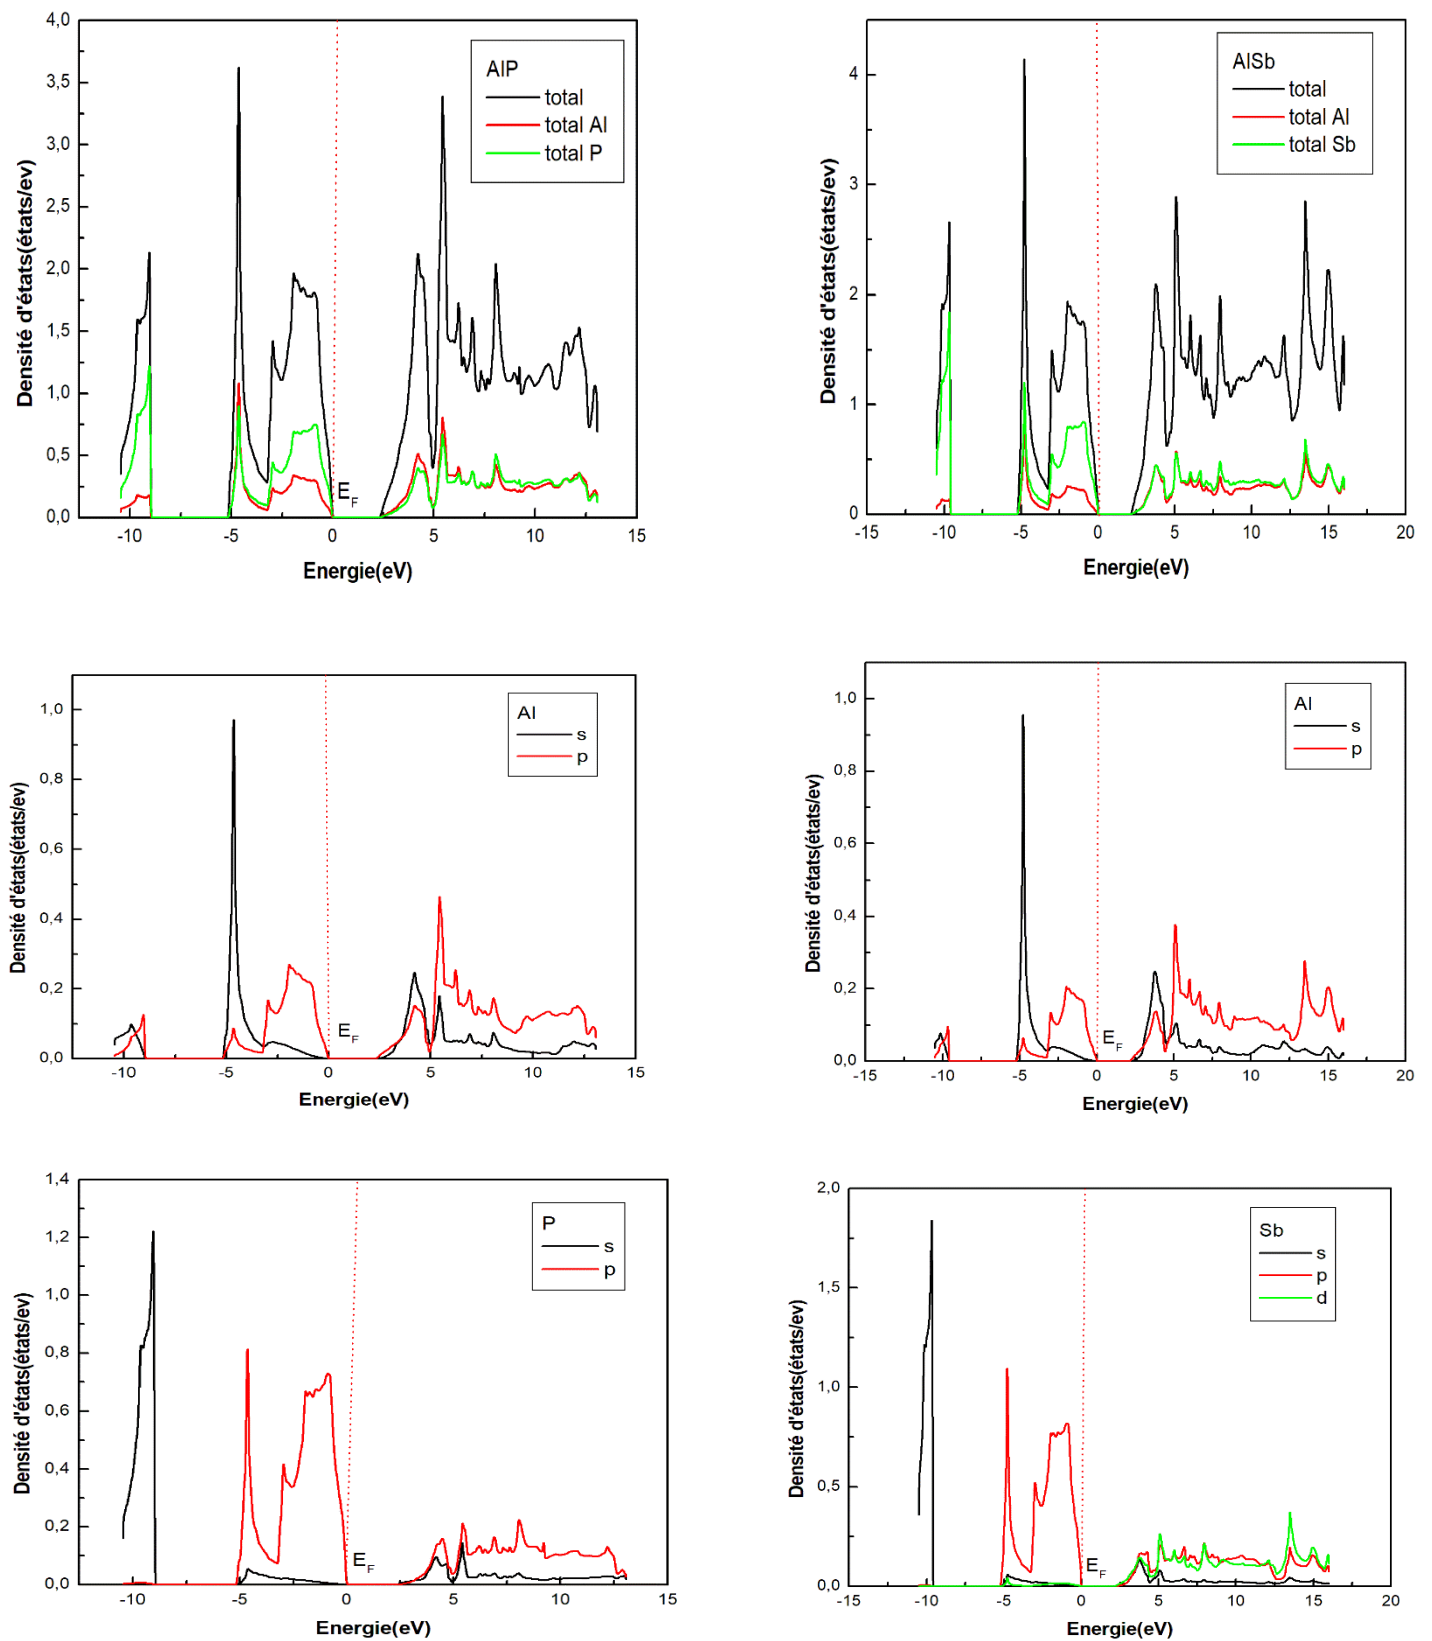 4,0
3,5
3,0
2,5
2,0
1,5
1,0
0,5
0,0
Densité d'états(états/ev)
AlP
total
total Al
total P
E_F
-10 -5 0 5 10 15
Energie(eV)
4
3
2
1
0
Densité d'états(états/ev)
AlSb
total
total Al
total Sb
-15 -10 -5 0 5 10 15 20
Energie(eV)
1,0
0,8
0,6
0,4
0,2
0,0
Densité d'états(états/ev)
Al
s
p
E_F
-10 -5 0 5 10 15
Energie(eV)
1,0
0,8
0,6
0,4
0,2
0,0
Densité d'états(états/ev)
Al
s
p
E_F
-15 -10 -5 0 5 10 15 20
Energie(eV)
1,4
1,2
1,0
0,8
0,6
0,4
0,2
0,0
Densité d'états(états/ev)
P
s
p
E_F
-10 -5 0 5 10 15
Energie(eV)
2,0
1,5
1,0
0,5
0,0
Densité d'états(états/ev)
Sb
s
p
d
E_F
-15 -10 -5 0 5 10 15 20
Energie(eV)